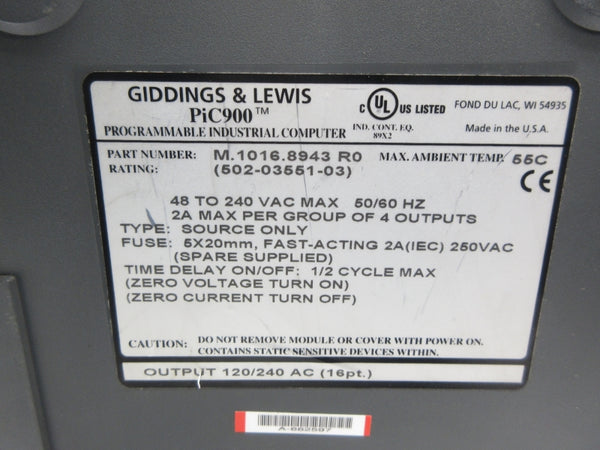 GIDDINGS & LEWIS
PiC900™
PROGRAMMABLE INDUSTRIAL COMPUTER
C UL US LISTED
IND. CONT. EQ.
89X2
FOND DU LAC, WI 54935
Made in the U.S.A.
PART NUMBER: M.1016.8943 R0 MAX. AMBIENT TEMP. 55C
RATING: (502-03551-03)
CE
48 TO 240 VAC MAX 50/60 HZ
2A MAX PER GROUP OF 4 OUTPUTS
TYPE: SOURCE ONLY
FUSE: 5X20mm, FAST-ACTING 2A(IEC) 250VAC
(SPARE SUPPLIED)
TIME DELAY ON/OFF: 1/2 CYCLE MAX
(ZERO VOLTAGE TURN ON)
(ZERO CURRENT TURN OFF)
CAUTION: DO NOT REMOVE MODULE OR COVER WITH POWER ON.
CONTAINS STATIC SENSITIVE DEVICES WITHIN.
OUTPUT 120/240 AC (16pt.)
A-662597